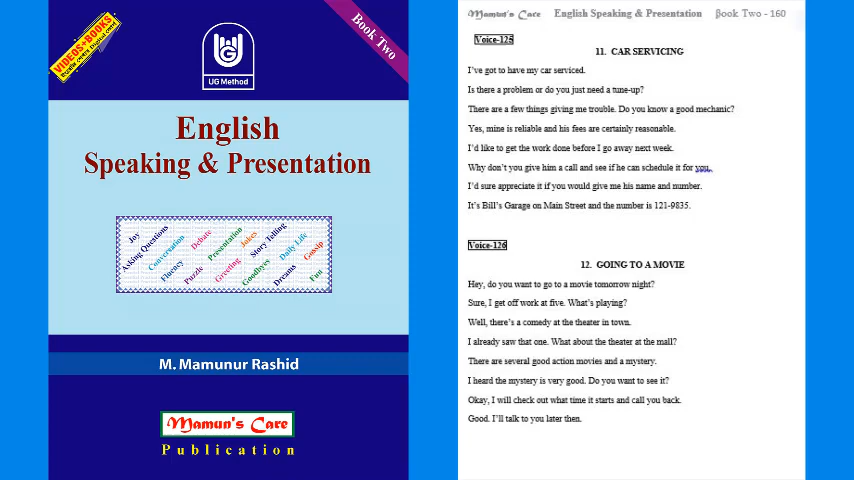 VIDEOS+BOOKS
Book Two
UG
UG Method
English
Speaking & Presentation
Joy
Asking Questions
Conversation
Fluency
Debate
Puzzle
Presentation
Greeting
Jokes
Goodbyes
Story Telling
Dreams
Daily Life
Gossip
Fun
M. Mamunur Rashid
Mamun's Care
Publication
Mamun's Care English Speaking & Presentation Book Two - 160
Voice-125
11. CAR SERVICING
I've got to have my car serviced.
Is there a problem or do you just need a tune-up?
There are a few things giving me trouble. Do you know a good mechanic?
Yes, mine is reliable and his fees are certainly reasonable.
I'd like to get the work done before I go away next week.
Why don't you give him a call and see if he can schedule it for you.
I'd sure appreciate it if you would give me his name and number.
It's Bill's Garage on Main Street and the number is 121-9835.
Voice-126
12. GOING TO A MOVIE
Hey, do you want to go to a movie tomorrow night?
Sure, I get off work at five. What's playing?
Well, there's a comedy at the theater in town.
I already saw that one. What about the theater at the mall?
There are several good action movies and a mystery.
I heard the mystery is very good. Do you want to see it?
Okay, I will check out what time it starts and call you back.
Good. I'll talk to you later then.